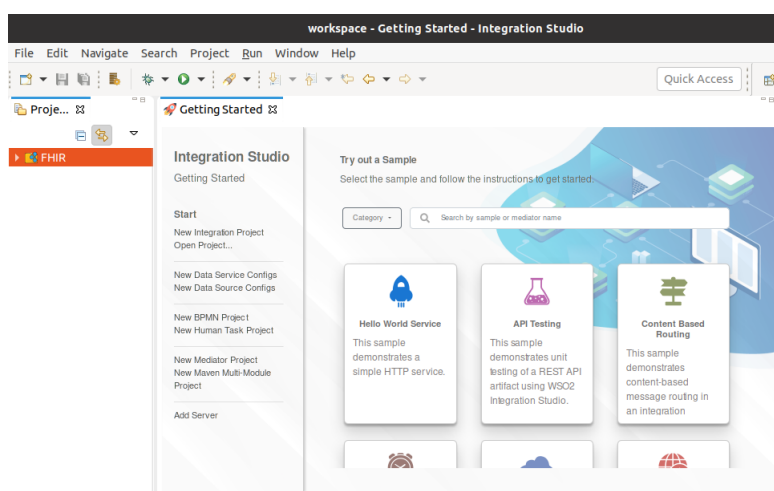 workspace - Getting Started - Integration Studio
File Edit Navigate Search Project Run Window Help
Quick Access
Proje...
Getting Started
FHIR
Integration Studio
Getting Started
Start
New Integration Project
Open Project...
New Data Service Configs
New Data Source Configs
New BPMN Project
New Human Task Project
New Mediator Project
New Maven Multi-Module
Project
Add Server
Try out a Sample
Select the sample and follow the instructions to get started.
Category
Search by sample or mediator name
Hello World Service
This sample
demonstrates a
simple HTTP service.
API Testing
This sample
demonstrates unit
testing of a REST API
artifact using WSO2
Integration Studio.
Content Based
Routing
This sample
demonstrates
content-based
message routing in
an integration